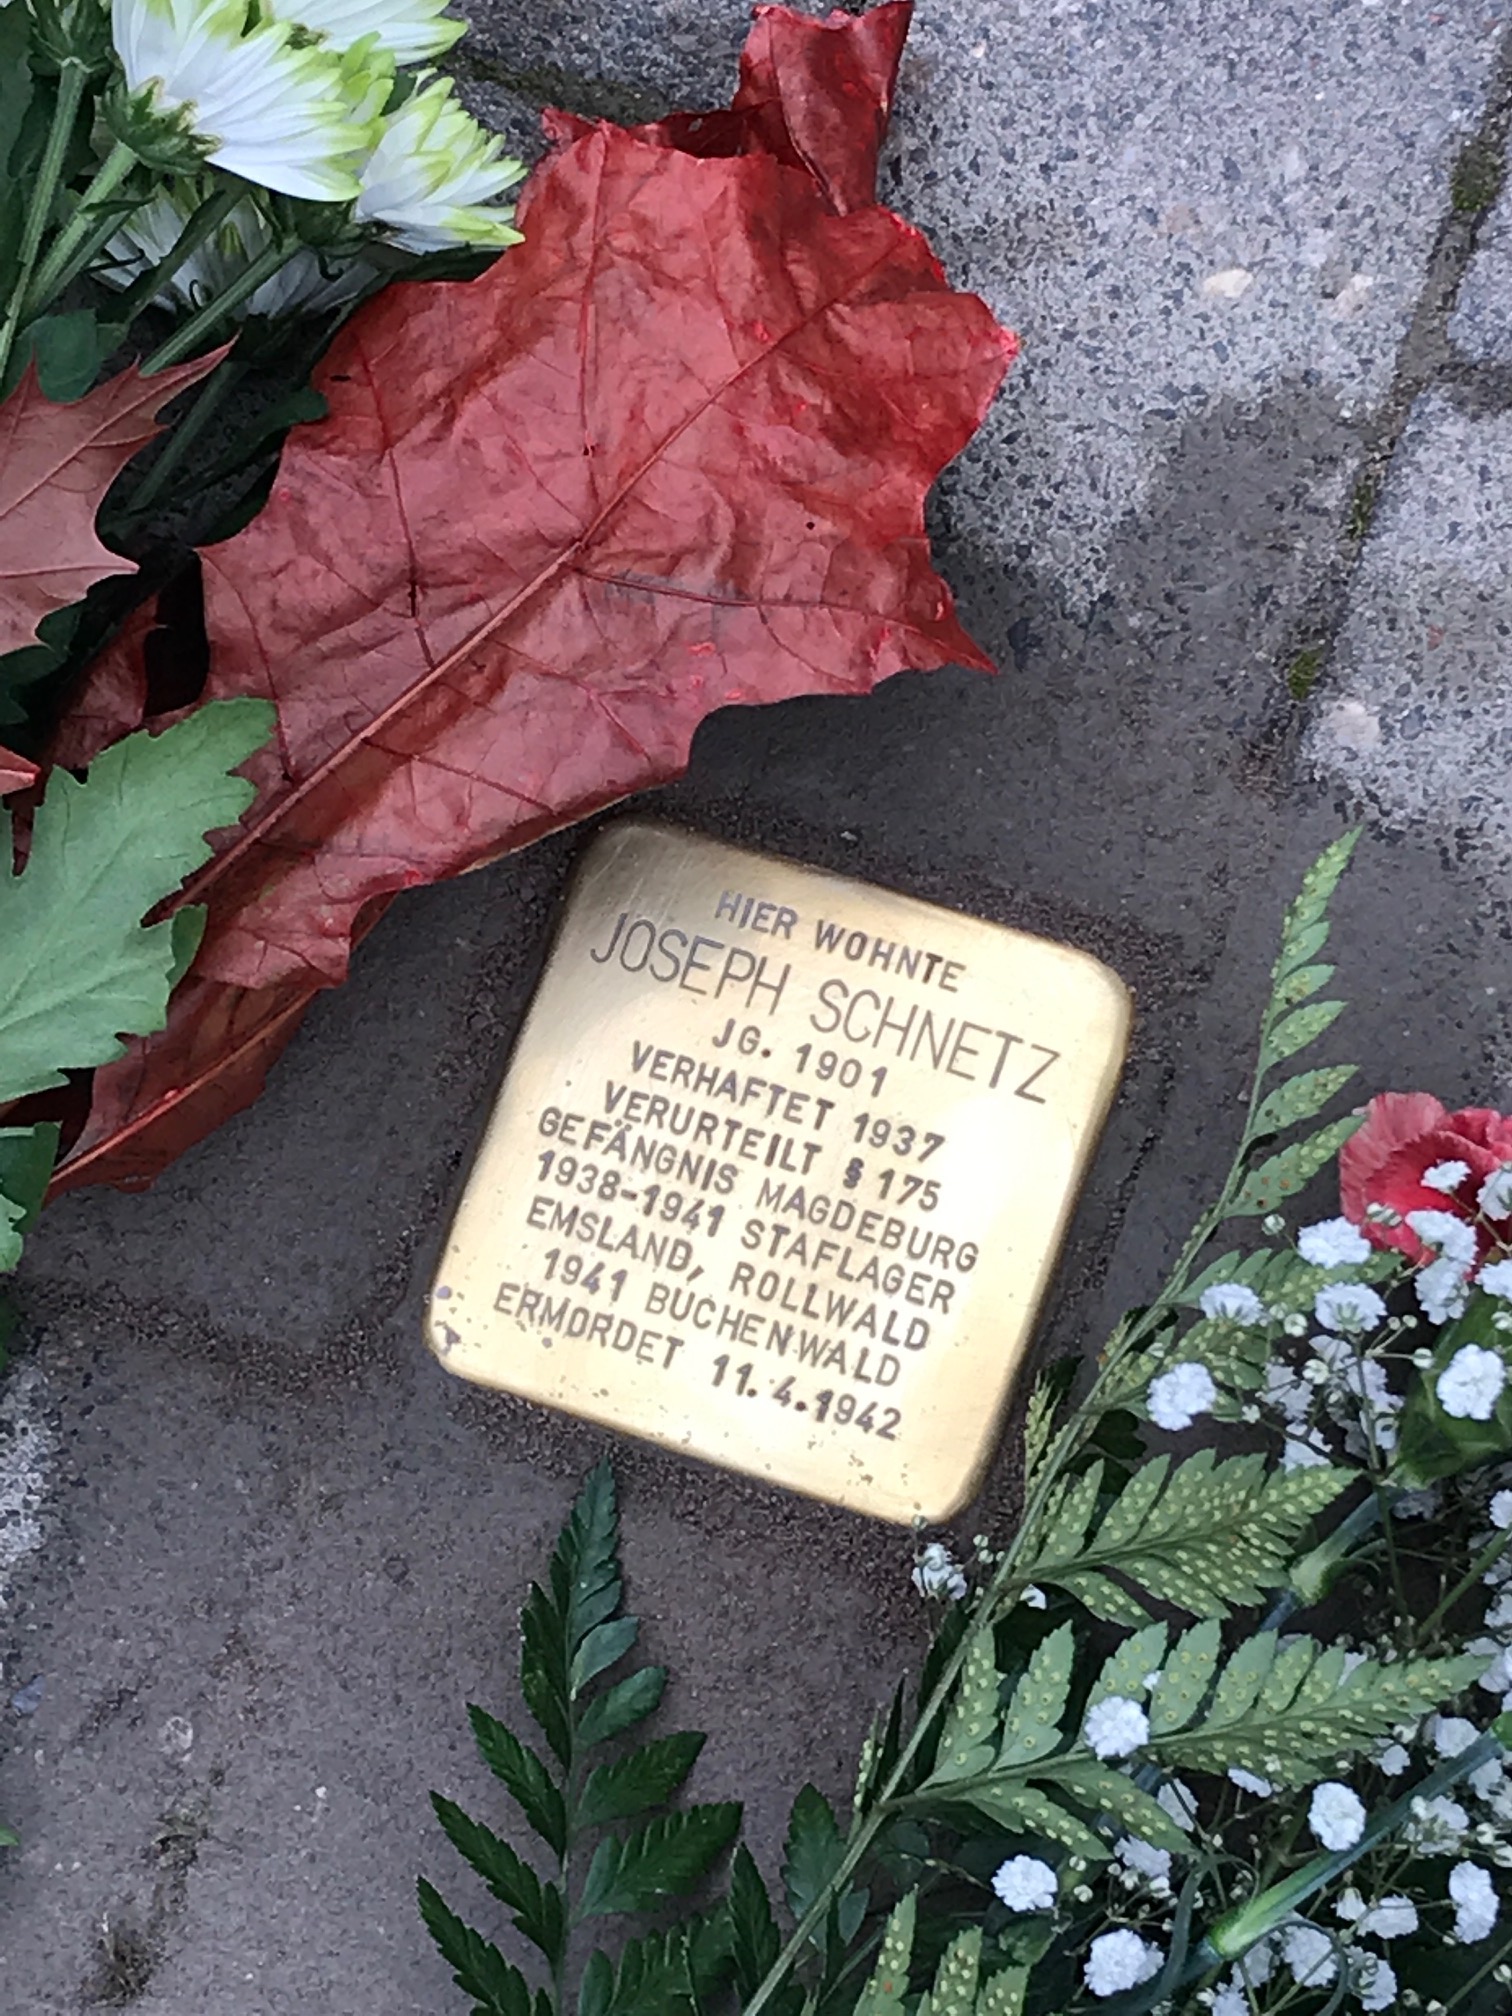 HIER WOHNTE
JOSEPH SCHNETZ
JG. 1901
VERHAFTET 1937
VERURTEILT § 175
GEFÄNGNIS MAGDEBURG
1938-1941 STAFLAGER
EMSLAND, ROLLWALD
1941 BUCHENWALD
ERMORDET 11.4.1942